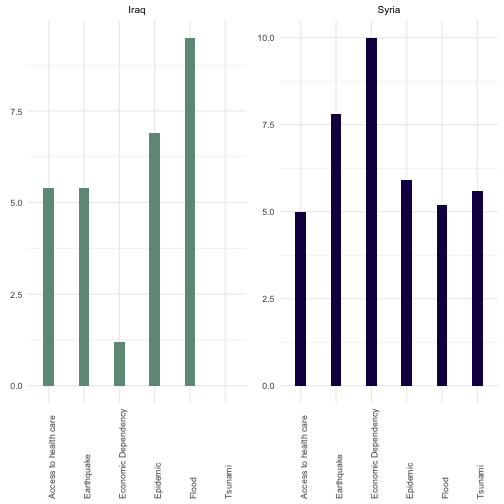 Iraq
7.5
5.0
2.5
0.0
Access to health care
Earthquake
Economic Dependency
Epidemic
Flood
Tsunami
Syria
10.0
7.5
5.0
2.5
0.0
Access to health care
Earthquake
Economic Dependency
Epidemic
Flood
Tsunami